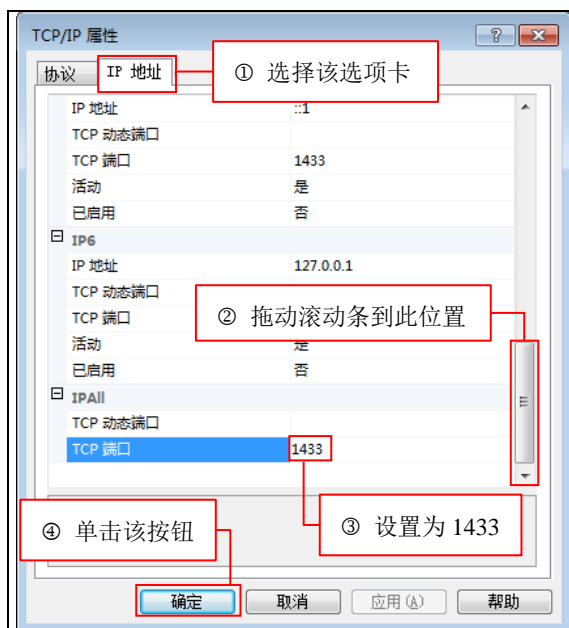 TCP/IP 属性
协议 IP 地址
① 选择该选项卡
IP 地址 ::1
TCP 动态端口
TCP 端口 1433
活动 是
已启用 否
IP6
IP 地址 127.0.0.1
TCP 动态端口
TCP 端口
② 拖动滚动条到此位置
活动 是
已启用 否
IPAll
TCP 动态端口
TCP 端口 1433
③ 设置为 1433
④ 单击该按钮
确定 取消 应用(A) 帮助